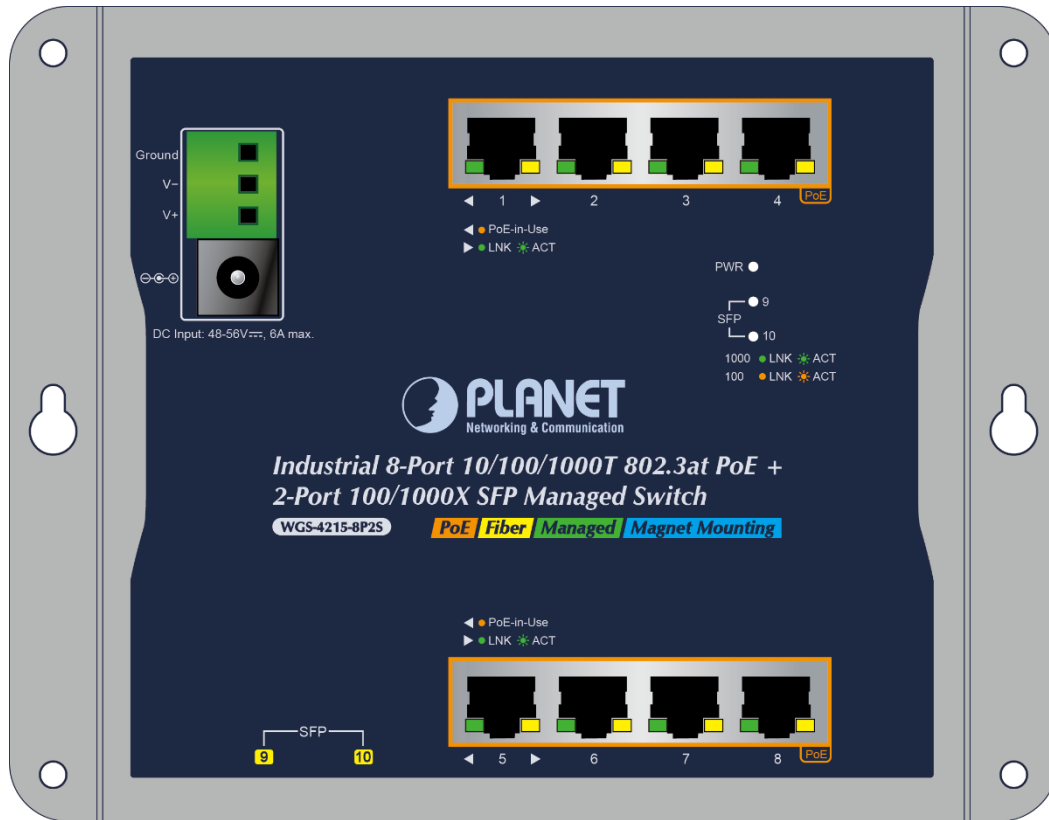 Ground
V−
V+
DC Input: 48-56V⎓, 6A max.
1 2 3 4 PoE
PoE-in-Use
LNK ACT
PWR
SFP
9
10
1000 LNK ACT
100 LNK ACT
PLANET
Networking & Communication
Industrial 8-Port 10/100/1000T 802.3at PoE +
2-Port 100/1000X SFP Managed Switch
WGS-4215-8P2S PoE Fiber Managed Magnet Mounting
PoE-in-Use
LNK ACT
SFP
9 10
5 6 7 8 PoE